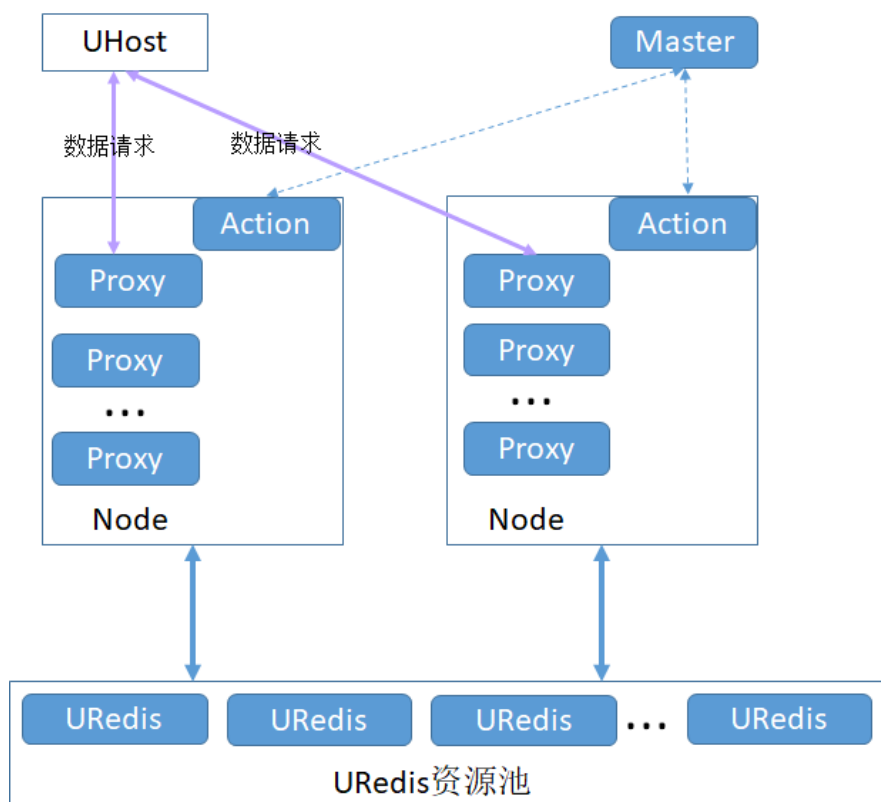 UHost
Master
数据请求
数据请求
Action
Action
Proxy
Proxy
Proxy
Proxy
...
...
Proxy
Proxy
Node
Node
URedis
URedis
URedis
...
URedis
URedis资源池